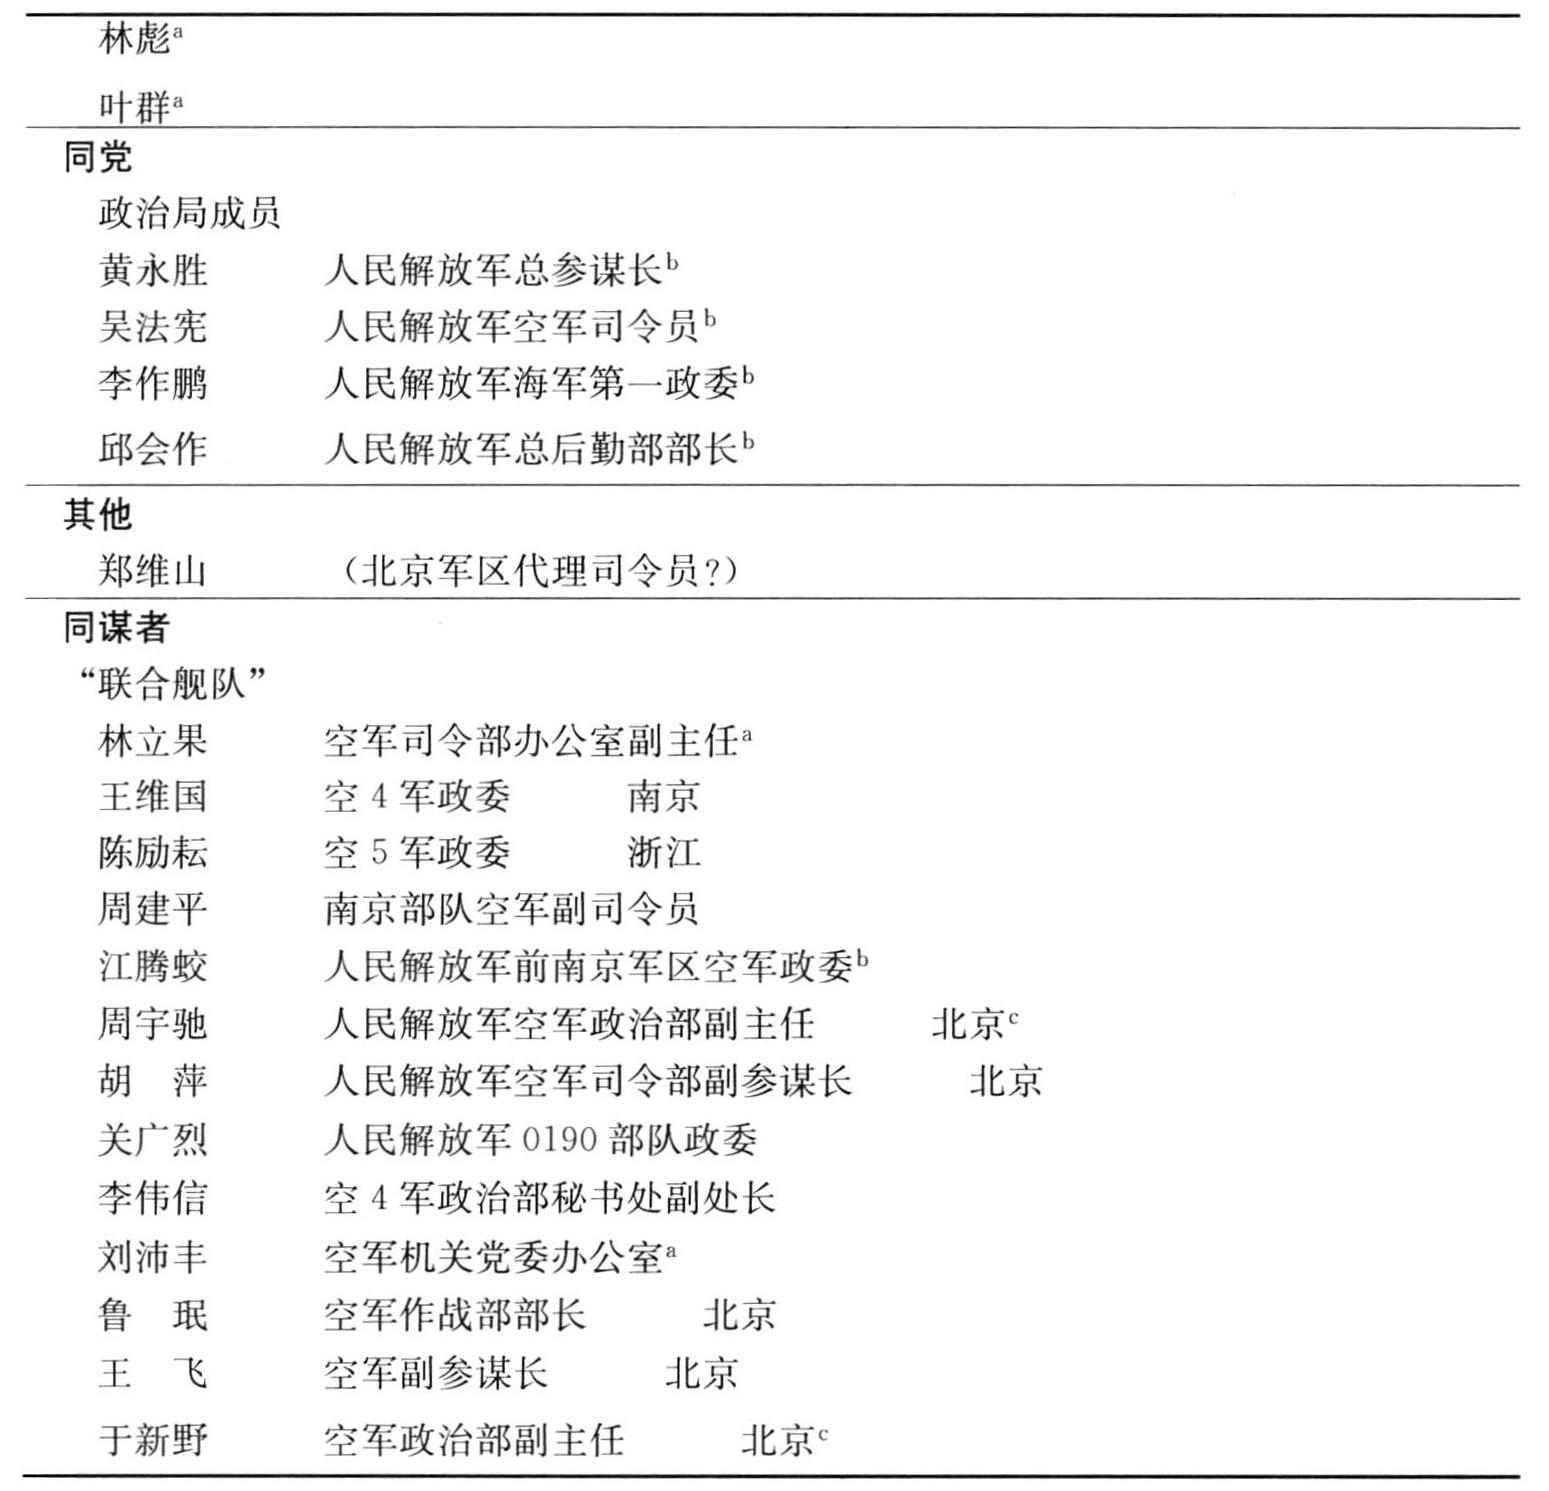 林彪a
叶群a
同党
政治局成员
黄永胜 人民解放军总参谋长b
吴法宪 人民解放军空军司令员b
李作鹏 人民解放军海军第一政委b
邱会作 人民解放军总后勤部部长b
其他
郑维山 （北京军区代理司令员?）
同谋者
“联合舰队”
林立果 空军司令部办公室副主任a
王维国 空 4 军政委 南京
陈励耘 空 5 军政委 浙江
周建平 南京部队空军副司令员
江腾蛟 人民解放军前南京军区空军政委b
周宇驰 人民解放军空军政治部副主任 北京c
胡 萍 人民解放军空军司令部副参谋长 北京
关广烈 人民解放军 0190 部队政委
李伟信 空 4 军政治部秘书处副处长
刘沛丰 空军机关党委办公室a
鲁 珉 空军作战部部长 北京
王 飞 空军副参谋长 北京
于新野 空军政治部副主任 北京c